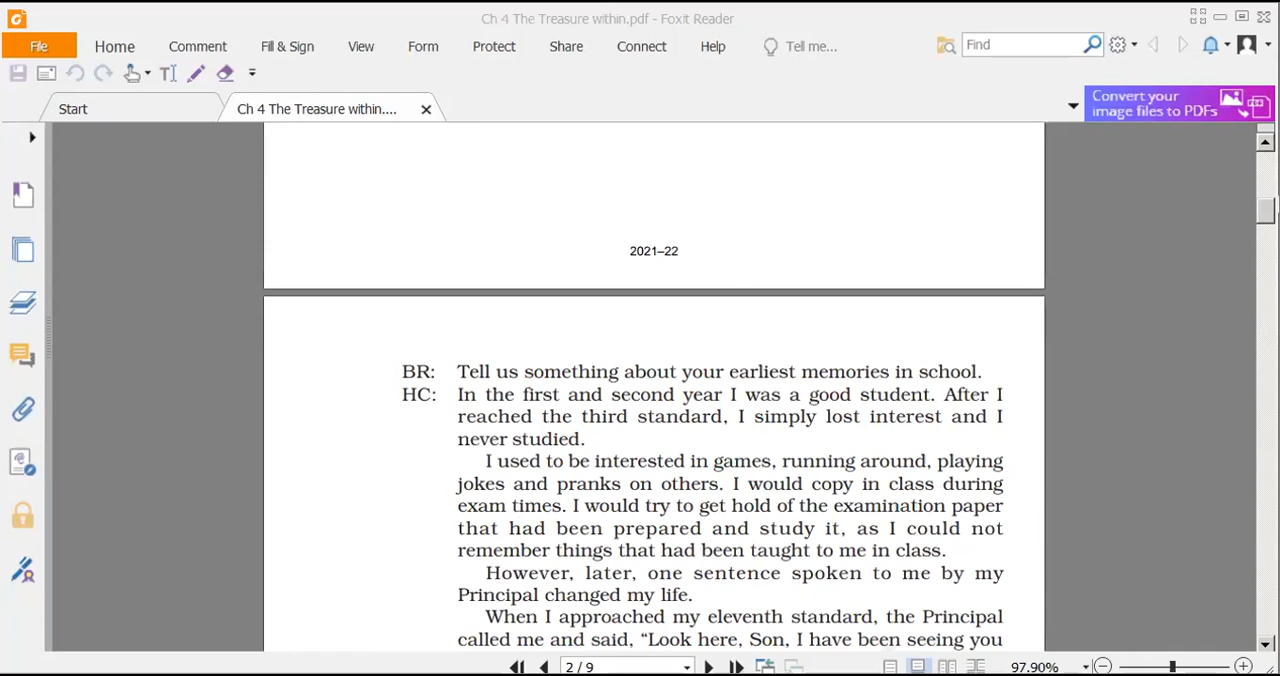 Ch 4 The Treasure within.pdf - Foxit Reader
File Home Comment Fill & Sign View Form Protect Share Connect Help Tell me... Find
Start Ch 4 The Treasure within....
Convert your
image files to PDFs
2021–22
BR: Tell us something about your earliest memories in school.
HC: In the first and second year I was a good student. After I
reached the third standard, I simply lost interest and I
never studied.
I used to be interested in games, running around, playing
jokes and pranks on others. I would copy in class during
exam times. I would try to get hold of the examination paper
that had been prepared and study it, as I could not
remember things that had been taught to me in class.
However, later, one sentence spoken to me by my
Principal changed my life.
When I approached my eleventh standard, the Principal
called me and said, “Look here, Son, I have been seeing you
2 / 9 97.90%